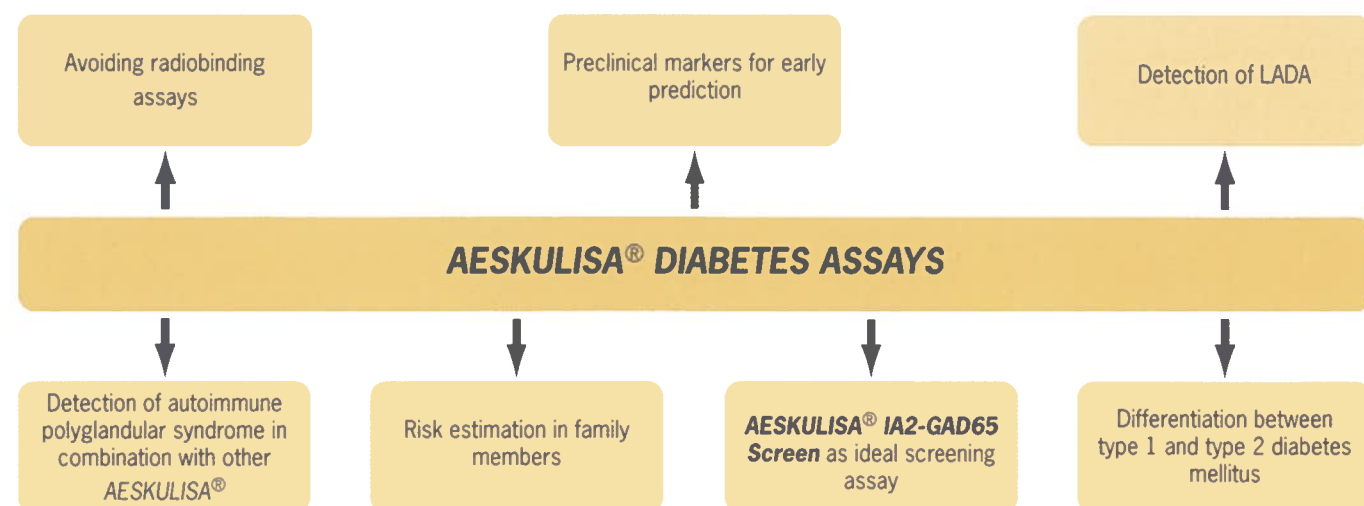 Avoiding radiobinding
assays
Preclinical markers for early
prediction
Detection of LADA
AESKULISA® DIABETES ASSAYS
Detection of autoimmune
polyglandular syndrome in
combination with other
AESKULISA®
Risk estimation in family
members
AESKULISA® IA2-GAD65
Screen as ideal screening
assay
Differentiation between
type 1 and type 2 diabetes
mellitus